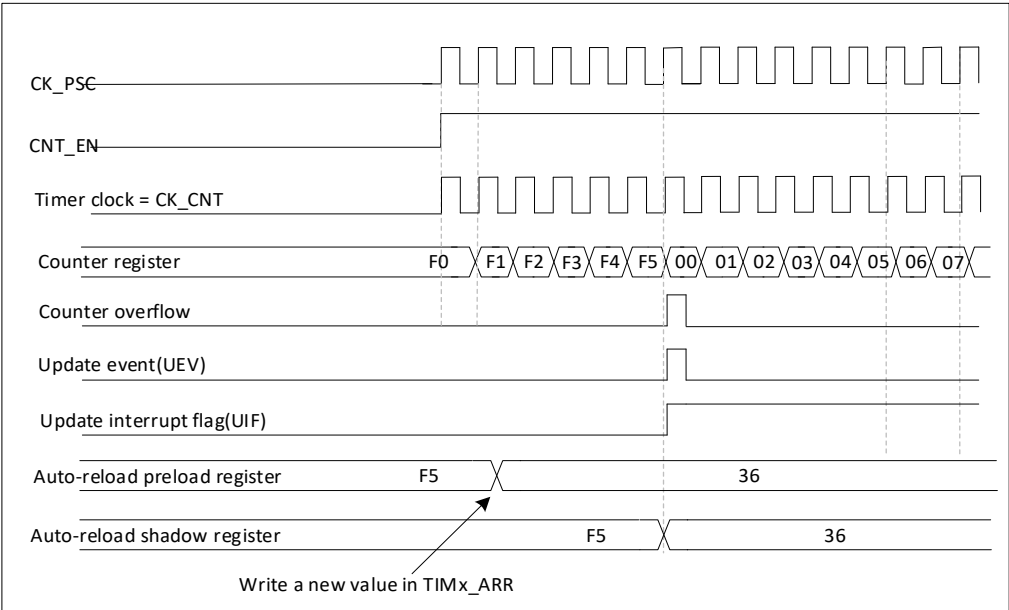 CK_PSC
CNT_EN
Timer clock = CK_CNT
Counter register F0 F1 F2 F3 F4 F5 00 01 02 03 04 05 06 07
Counter overflow
Update event(UEV)
Update interrupt flag(UIF)
Auto-reload preload register F5 36
Auto-reload shadow register F5 36
Write a new value in TIMx_ARR